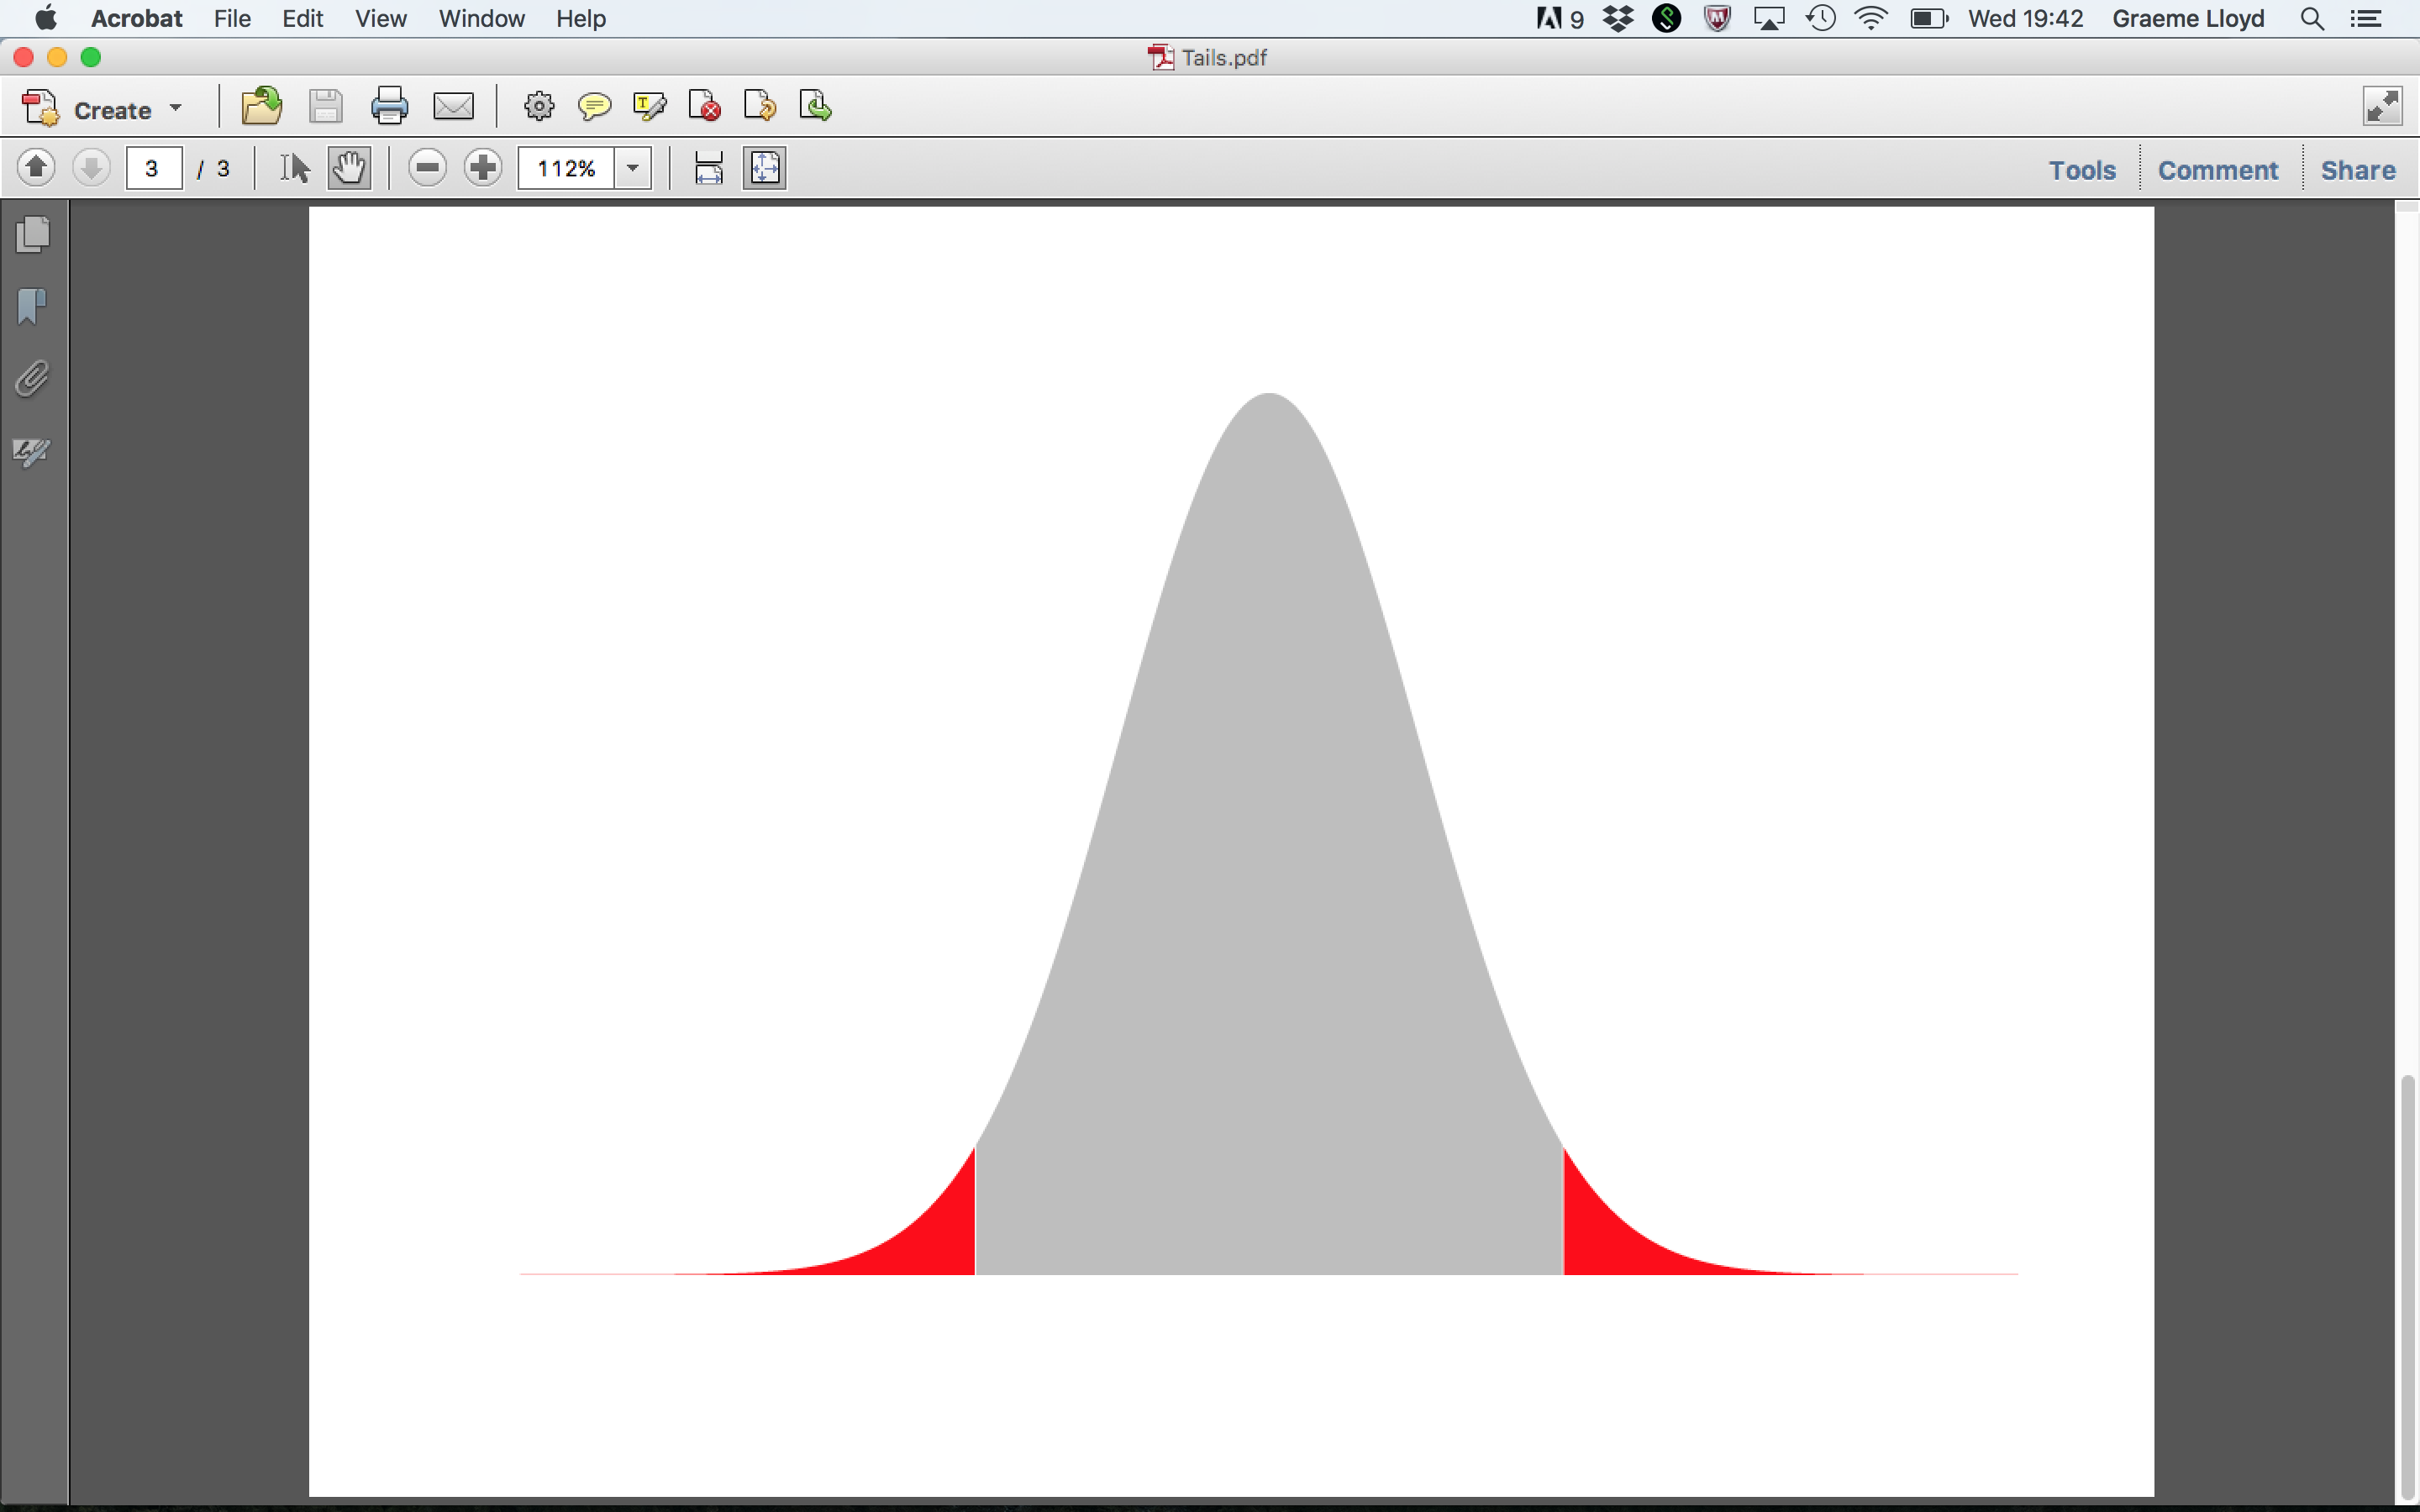 Acrobat File Edit View Window Help 9 Wed 19:42 Graeme Lloyd
Tails.pdf
Create
3 / 3 112% Tools Comment Share